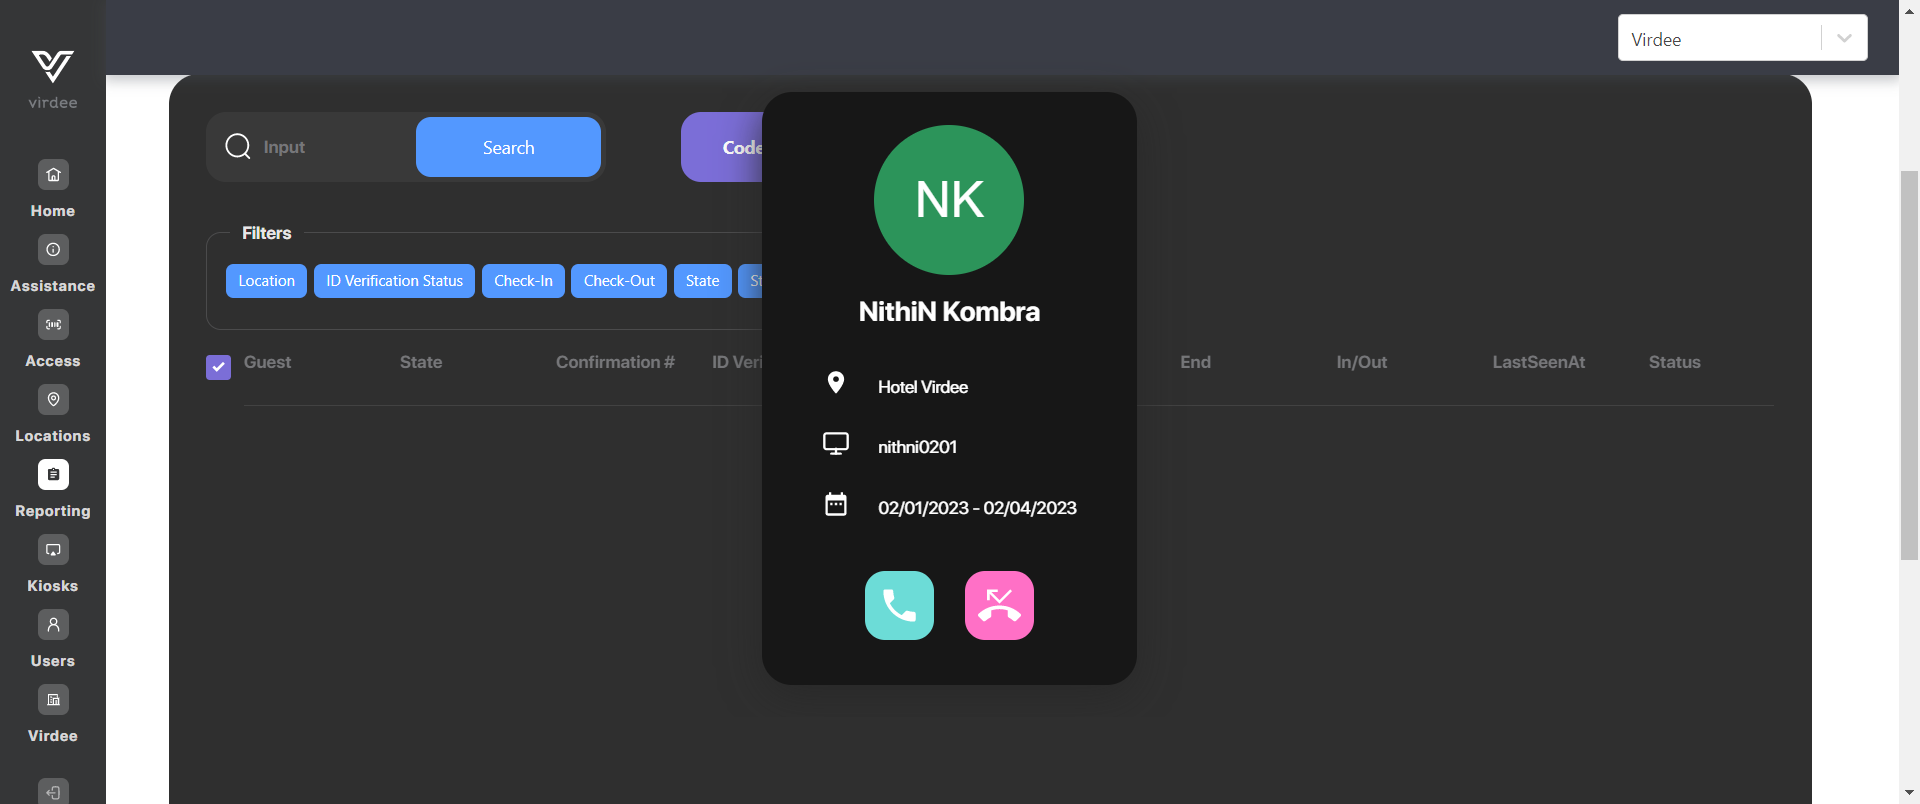 virdee
Home
Assistance
Access
Locations
Reporting
Kiosks
Users
Virdee
Virdee
Input
Search
Code
Filters
Location
ID Verification Status
Check-In
Check-Out
State
Guest
State
Confirmation #
ID Veri
End
In/Out
LastSeenAt
Status
NK
NithiN Kombra
Hotel Virdee
nithni0201
02/01/2023 - 02/04/2023